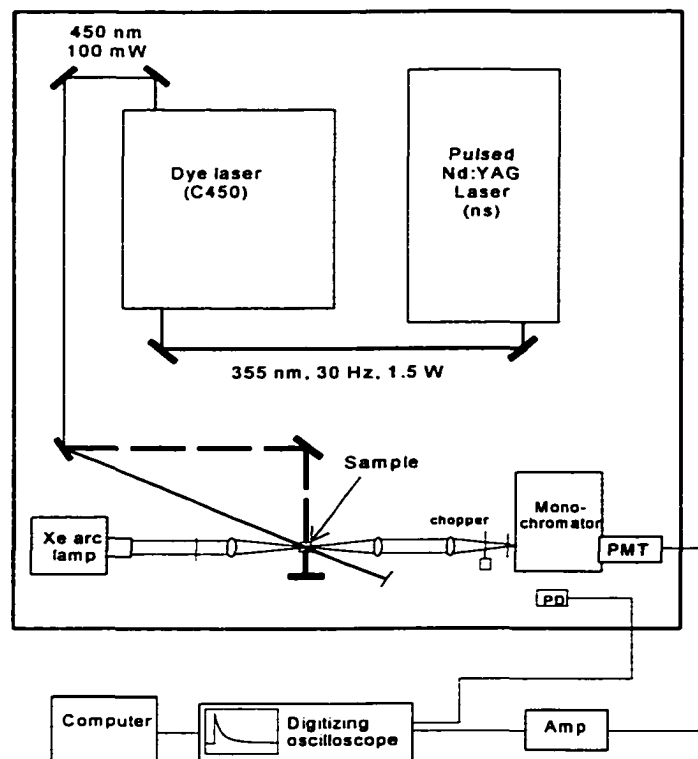 450 nm
100 mW
Dye laser
(C450)
Pulsed
Nd:YAG
Laser
(ns)
355 nm, 30 Hz, 1.5 W
Sample
chopper
Mono-
chromator
Xe arc
lamp
PMT
PD
Computer
Digitizing
oscilloscope
Amp